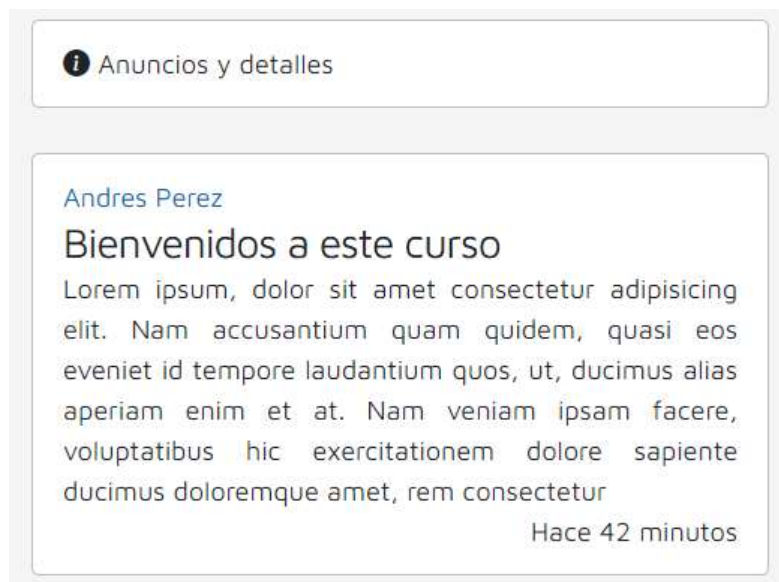 Anuncios y detalles
Andres Perez
Bienvenidos a este curso
Lorem ipsum, dolor sit amet consectetur adipisicing
elit. Nam accusantium quam quidem, quasi eos
eveniet id tempore laudantium quos, ut, ducimus alias
aperiam enim et at. Nam veniam ipsam facere,
voluptatibus hic exercitationem dolore sapiente
ducimus doloremque amet, rem consectetur
Hace 42 minutos